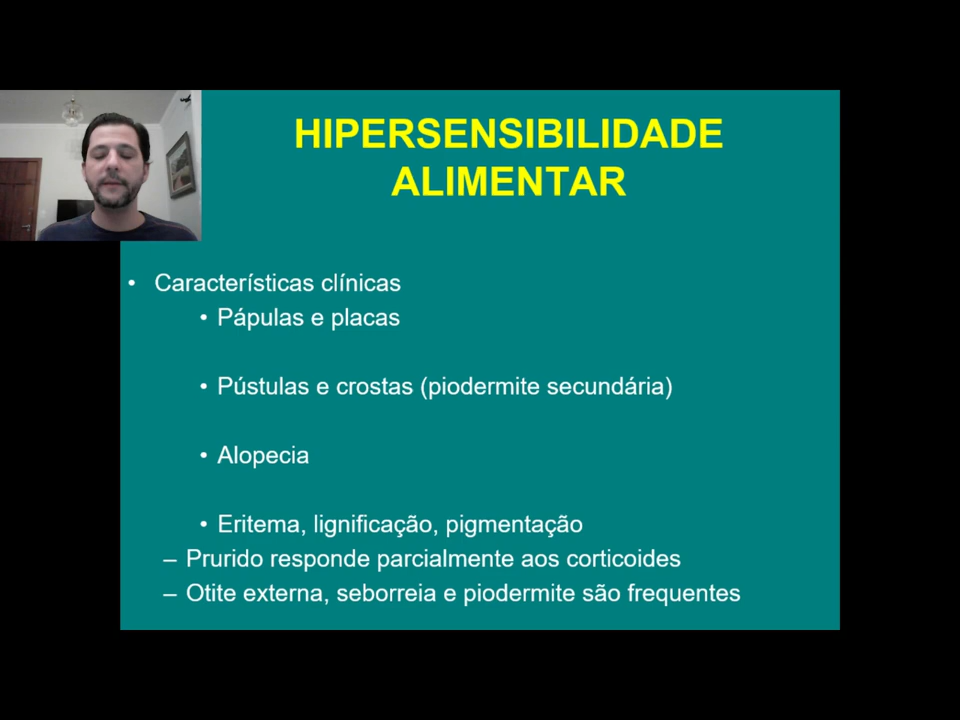 HIPERSENSIBILIDADE
ALIMENTAR
• Características clínicas
• Pápulas e placas
• Pústulas e crostas (piodermite secundária)
• Alopecia
• Eritema, lignificação, pigmentação
– Prurido responde parcialmente aos corticoides
– Otite externa, seborreia e piodermite são frequentes